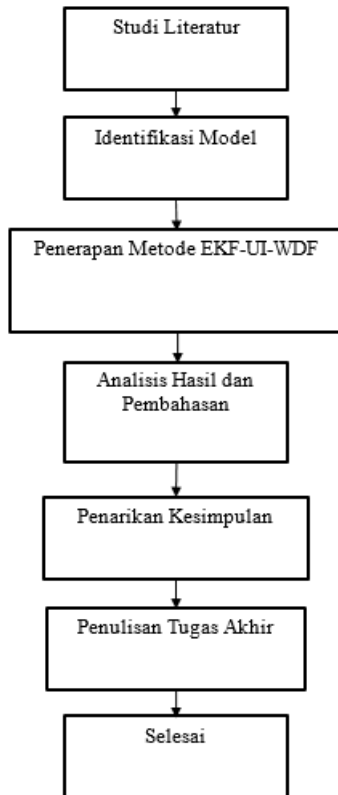 Studi Literatur
Identifikasi Model
Penerapan Metode EKF-UI-WDF
Analisis Hasil dan
Pembahasan
Penarikan Kesimpulan
Penulisan Tugas Akhir
Selesai